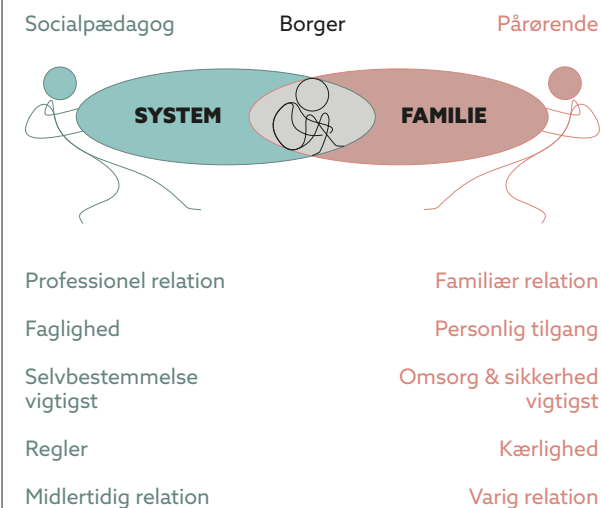 Socialpædagog Borger Pårørende
SYSTEM FAMILIE
Professionel relation Familiær relation
Faglighed Personlig tilgang
Selvbestemmelse Omsorg & sikkerhed
vigtigst vigtigst
Regler Kærlighed
Midlertidig relation Varig relation